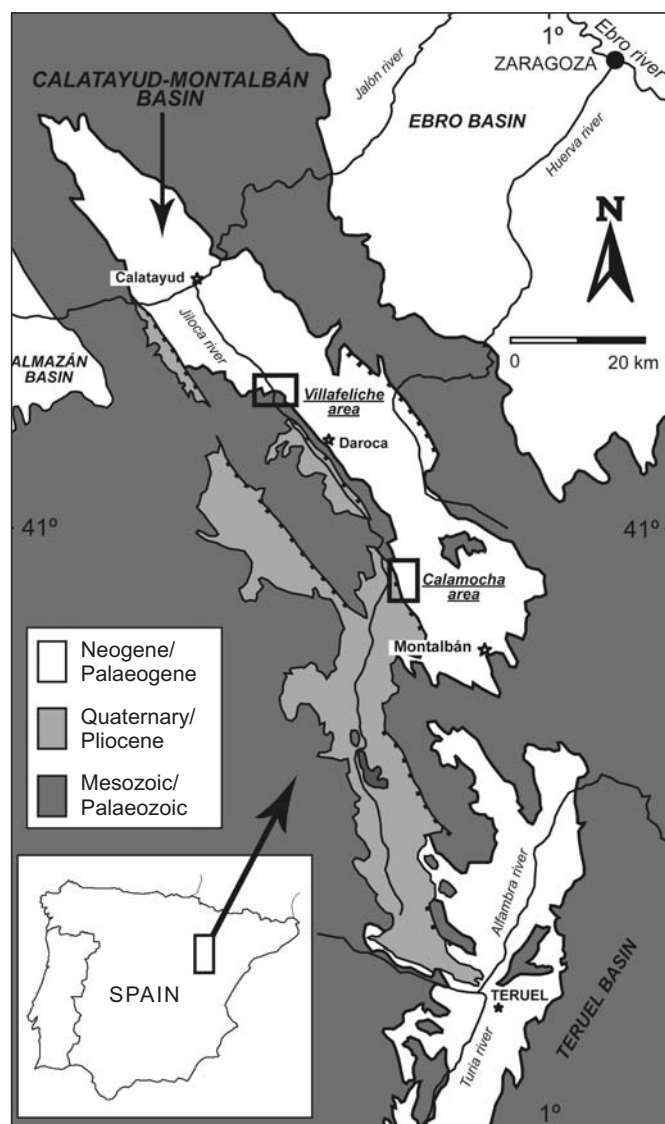 1º
Ebro river
ZARAGOZA
Jalón river
CALATAYUD-MONTALBÁN
BASIN
EBRO BASIN
Huerva river
N
Calatayud
Jiloca river
0 20 km
ALMAZÁN
BASIN
Villafeliche
area
Daroca
41º
41º
Calamocha
area
Montalbán
Neogene/
Palaeogene
Quaternary/
Pliocene
Mesozoic/
Palaeozoic
Alfambra river
SPAIN
TERUEL
TERUEL BASIN
Turia river
1º